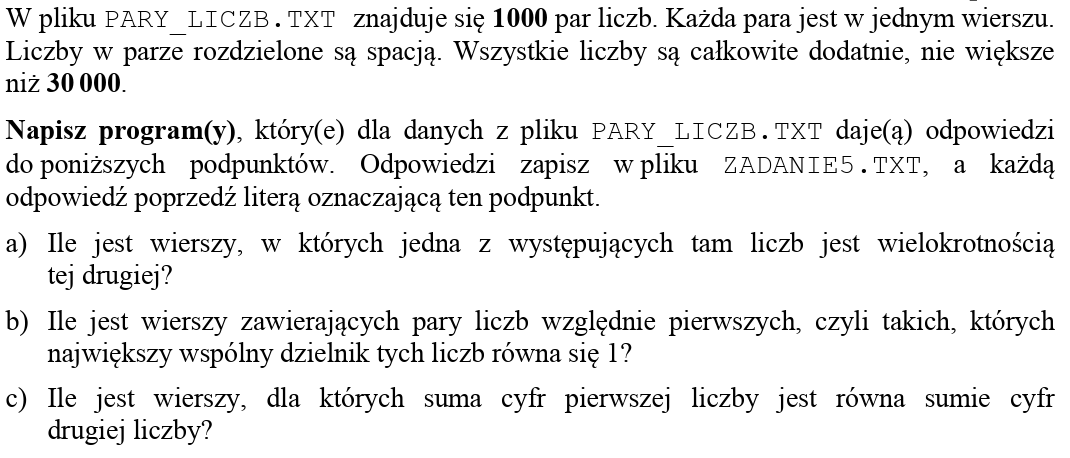 W pliku PARY_LICZB.TXT znajduje się 1000 par liczb. Każda para jest w jednym wierszu.
Liczby w parze rozdzielone są spacją. Wszystkie liczby są całkowite dodatnie, nie większe
niż 30 000.
Napisz program(y), który(e) dla danych z pliku PARY_LICZB.TXT daje(ą) odpowiedzi
do poniższych podpunktów. Odpowiedzi zapisz w pliku ZADANIE5.TXT, a każdą
odpowiedź poprzedź literą oznaczającą ten podpunkt.
a) Ile jest wierszy, w których jedna z występujących tam liczb jest wielokrotnością
tej drugiej?
b) Ile jest wierszy zawierających pary liczb względnie pierwszych, czyli takich, których
największy wspólny dzielnik tych liczb równa się 1?
c) Ile jest wierszy, dla których suma cyfr pierwszej liczby jest równa sumie cyfr
drugiej liczby?